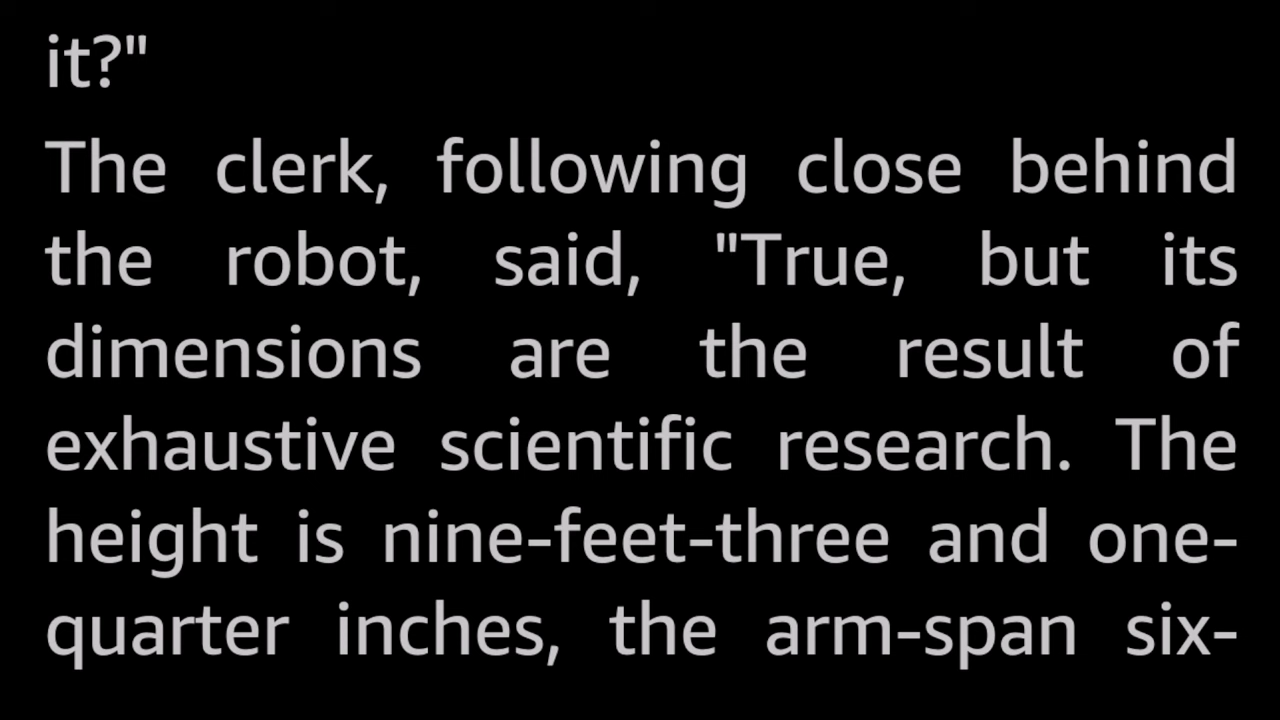 it?"
The clerk, following close behind
the robot, said, "True, but its
dimensions are the result of
exhaustive scientific research. The
height is nine-feet-three and one-
quarter inches, the arm-span six-